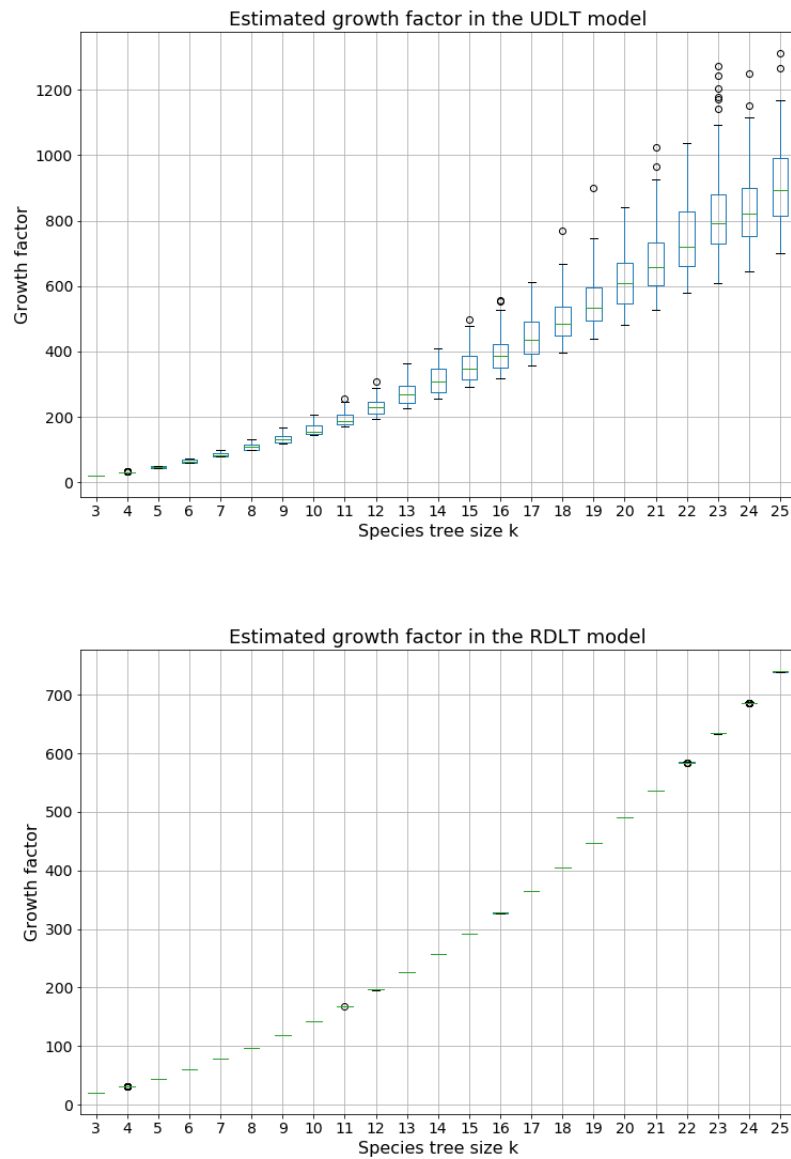 Estimated growth factor in the UDLT model
1200
1000
800
600
400
200
0
Growth factor
3 4 5 6 7 8 9 10 11 12 13 14 15 16 17 18 19 20 21 22 23 24 25
Species tree size k
Estimated growth factor in the RDLT model
700
600
500
400
300
200
100
0
Growth factor
3 4 5 6 7 8 9 10 11 12 13 14 15 16 17 18 19 20 21 22 23 24 25
Species tree size k